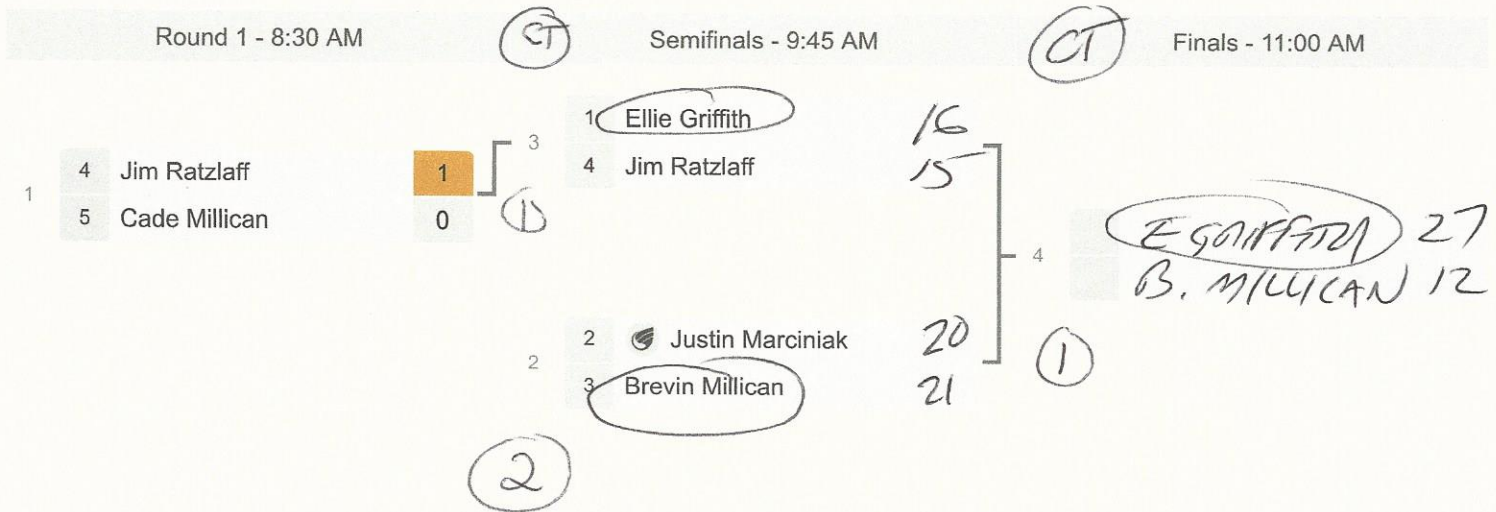 Round 1 - 8:30 AM CT Semifinals - 9:45 AM CT Finals - 11:00 AM
1 Ellie Griffith 16
3
4 Jim Ratzlaff 15
4 Jim Ratzlaff 1
1
5 Cade Millican 0
1
E GRIFFITH 27
4
B. MILLICAN 12
2 Justin Marciniak 20
2
3 Brevin Millican 21
1
2